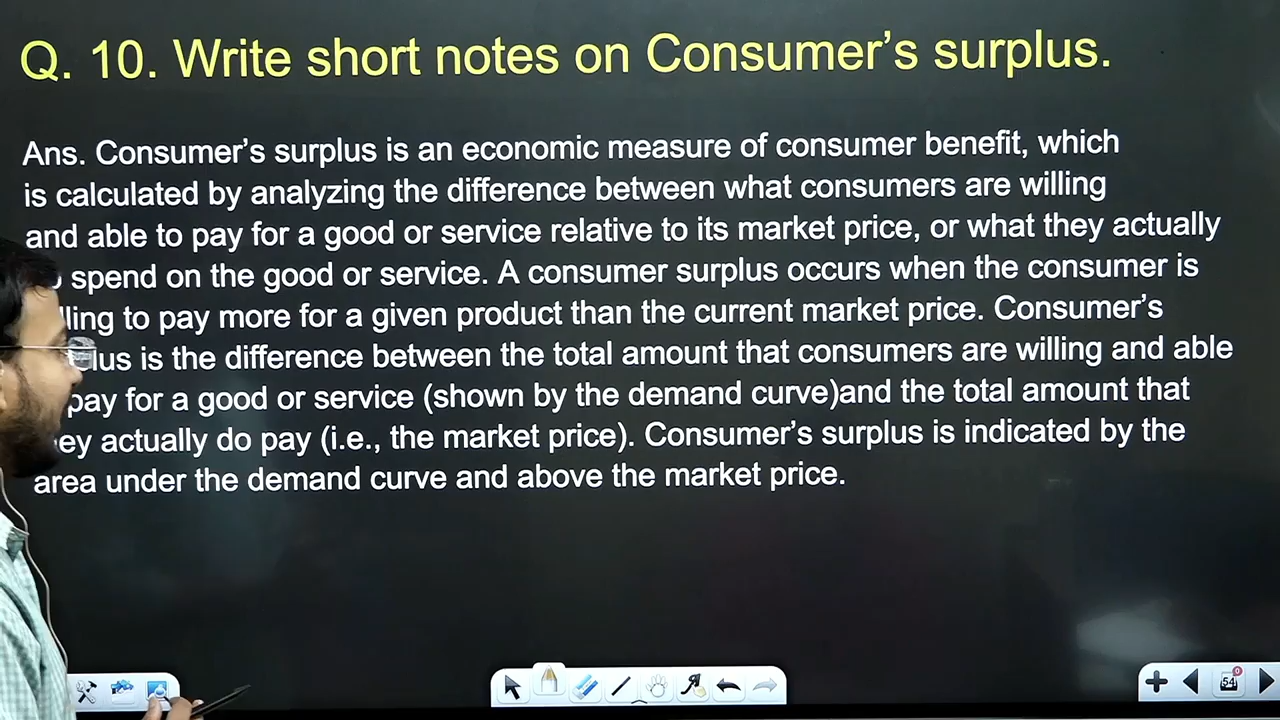 Q. 10. Write short notes on Consumer’s surplus.
Ans. Consumer’s surplus is an economic measure of consumer benefit, which
is calculated by analyzing the difference between what consumers are willing
and able to pay for a good or service relative to its market price, or what they actually
spend on the good or service. A consumer surplus occurs when the consumer is
to pay more for a given product than the current market price. Consumer’s
is the difference between the total amount that consumers are willing and able
pay for a good or service (shown by the demand curve)and the total amount that
actually do pay (i.e., the market price). Consumer’s surplus is indicated by the
area under the demand curve and above the market price.
54